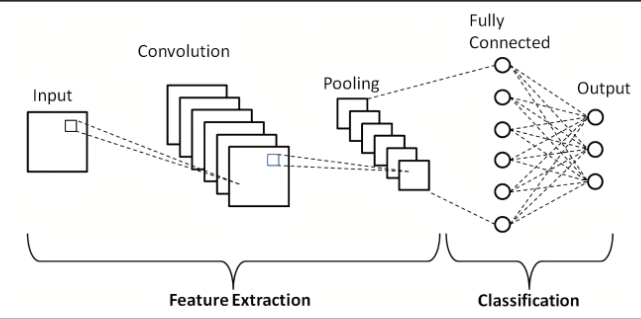 Input
Convolution
Pooling
Fully
Connected
Output
Feature Extraction
Classification